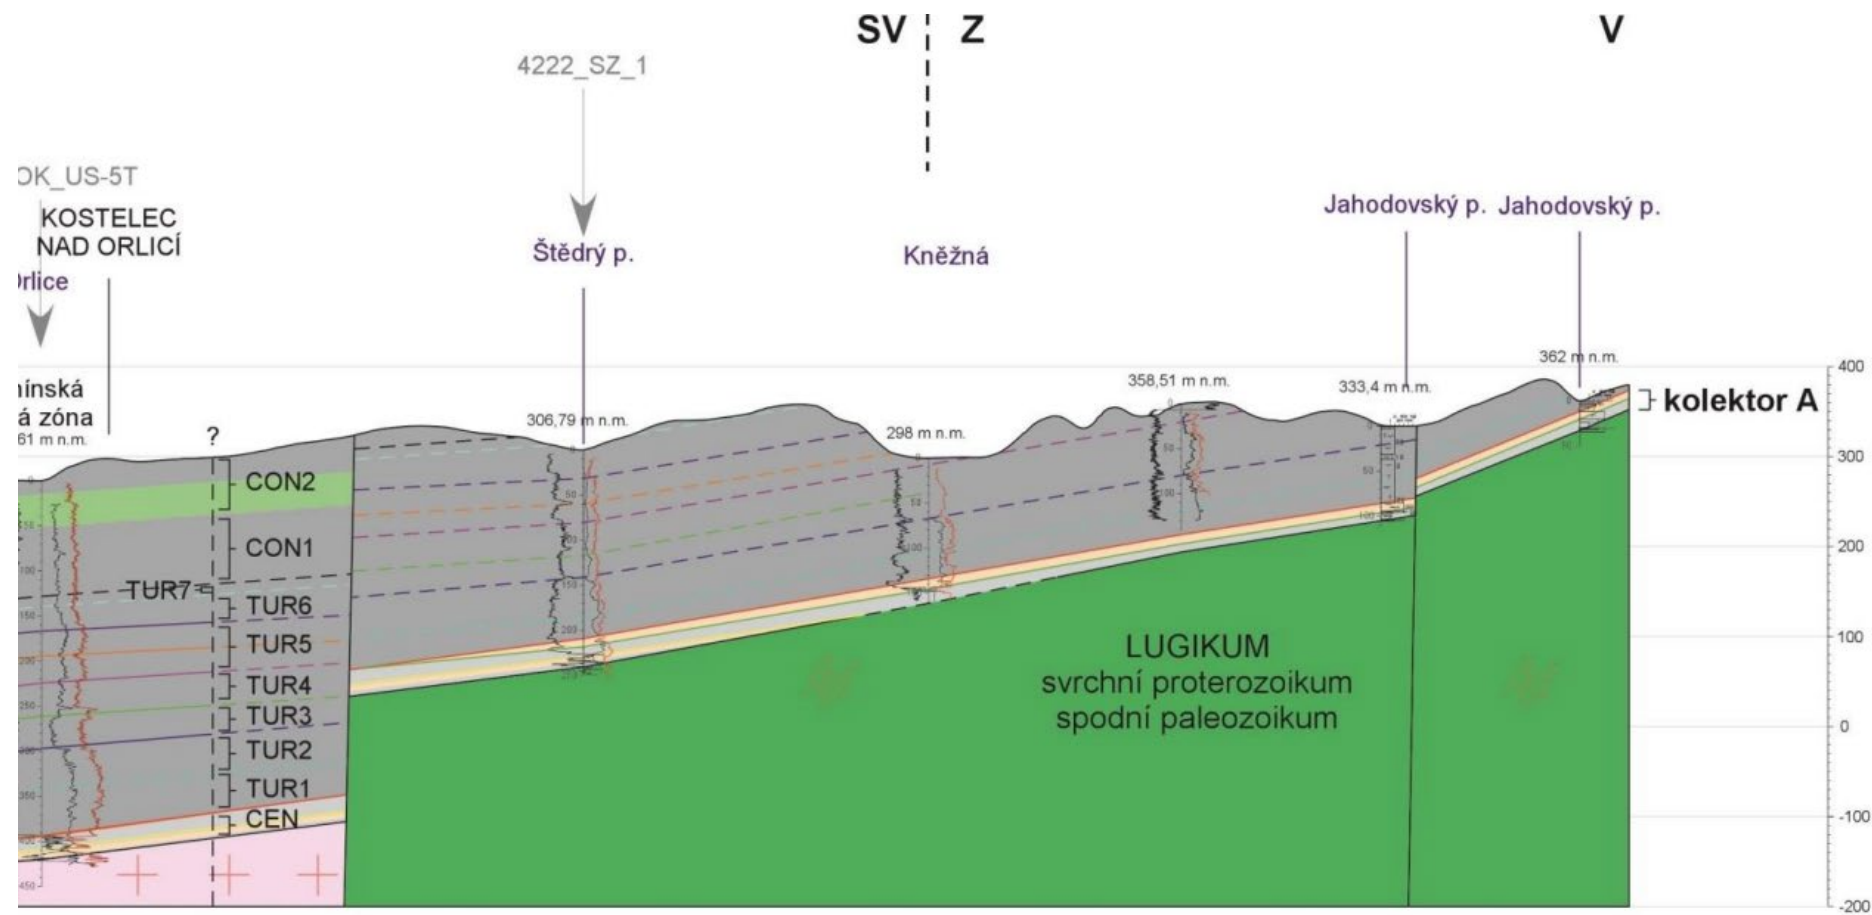 SV Z V
4222_SZ_1
OK_US-5T
KOSTELEC
NAD ORLICÍ
Štědrý p.
Kněžná
Jahodovský p.
Jahodovský p.
rlice
362 m n.m.
400
358,51 m n.m.
333,4 m n.m.
kolektor A
nínská
á zóna
61 m n.m.
?
306,79 m n.m.
298 m n.m.
300
CON2
CON1
200
TUR7
TUR6
TUR5
100
LUGIKUM
svrchní proterozoikum
spodní paleozoikum
TUR4
TUR3
0
TUR2
TUR1
CEN
-100
-200